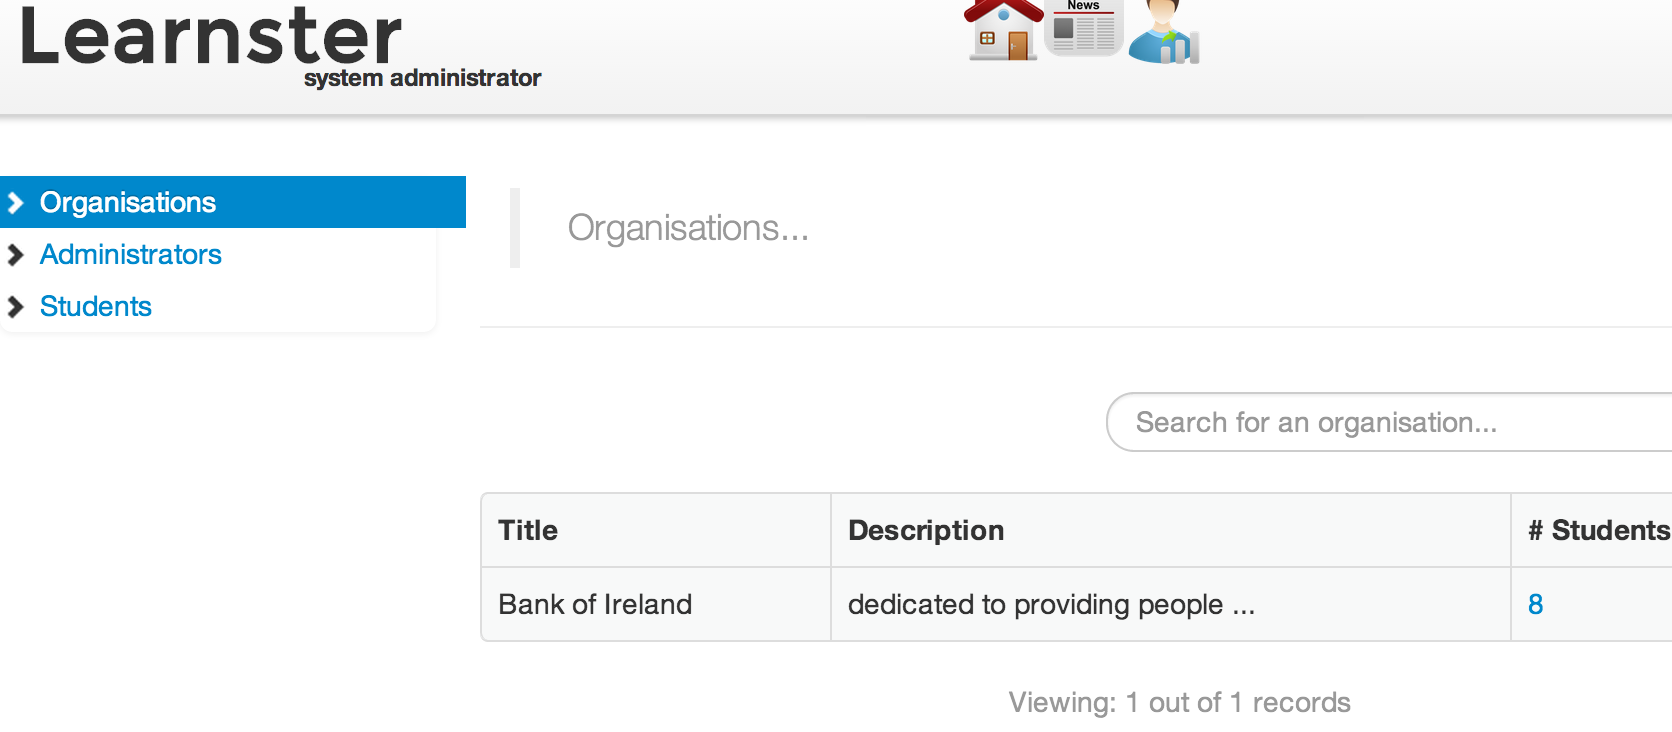 Learnster
system administrator
News
Organisations
Administrators
Students
Organisations...
Search for an organisation...
Title Description # Students
Bank of Ireland dedicated to providing people ... 8
Viewing: 1 out of 1 records